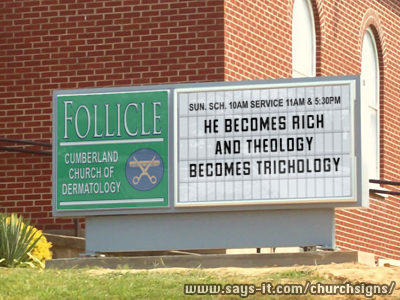 FOLLICLE
CUMBERLAND
CHURCH OF
DERMATOLOGY
SUN. SCH. 10AM SERVICE 11AM & 5:30PM
HE BECOMES RICH
AND THEOLOGY
BECOMES TRICHOLOGY
www.says-it.com/churchsigns/